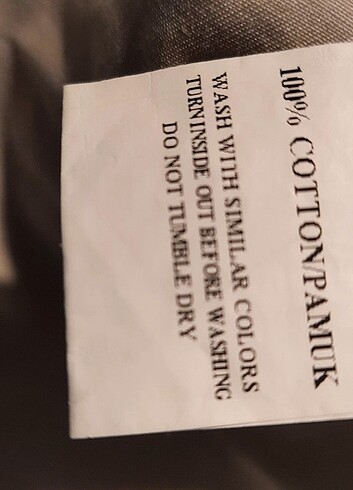 100% COTTON/PAMUK
WASH WITH SIMILAR COLORS
TURN INSIDE OUT BEFORE WASHING
DO NOT TUMBLE DRY